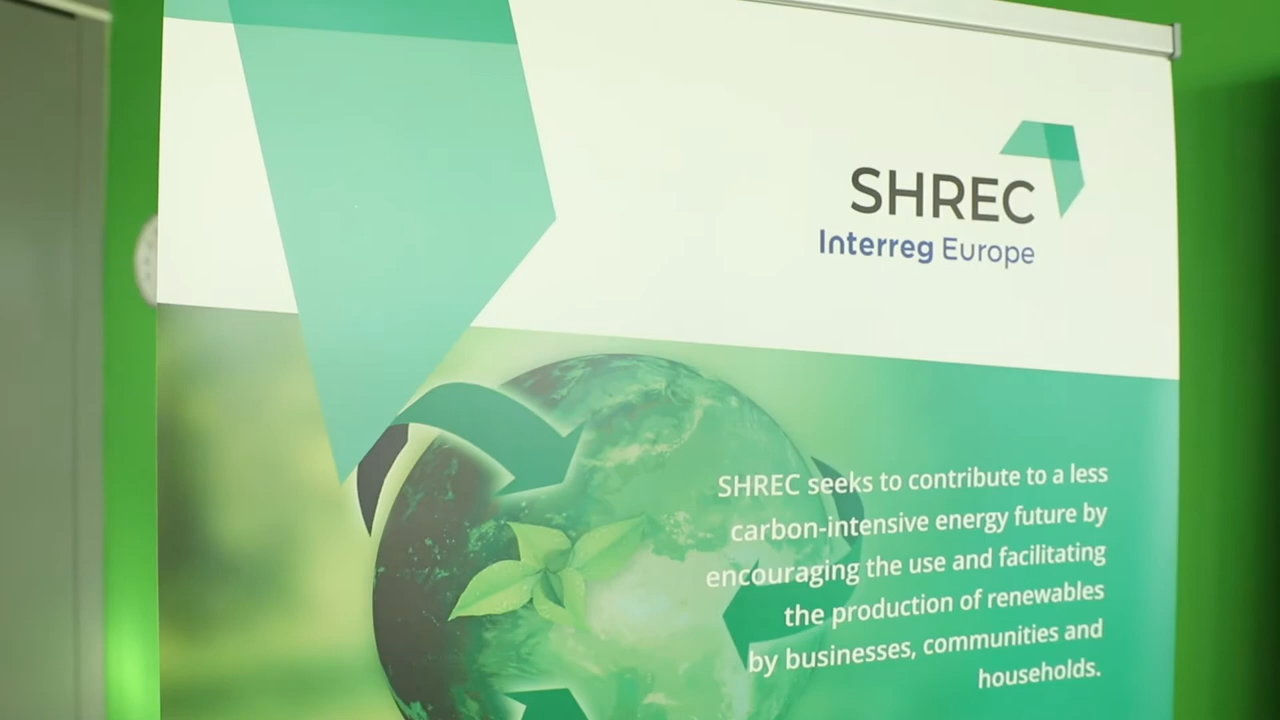 SHREC
Interreg Europe
SHREC seeks to contribute to a less
carbon-intensive energy future by
encouraging the use and facilitating
the production of renewables
by businesses, communities and
households.